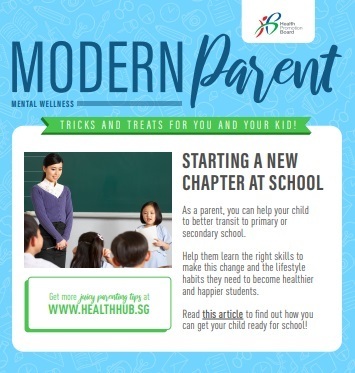 Health
Promotion
Board
MODERN Parent
MENTAL WELLNESS
TRICKS AND TREATS FOR YOU AND YOUR KID!
STARTING A NEW
CHAPTER AT SCHOOL
As a parent, you can help your child
to better transit to primary or
secondary school.
Help them learn the right skills to
make this change and the lifestyle
habits they need to become healthier
and happier students.
Read this article to find out how you
can get your child ready for school!
Get more juicy parenting tips at
WWW.HEALTHHUB.SG